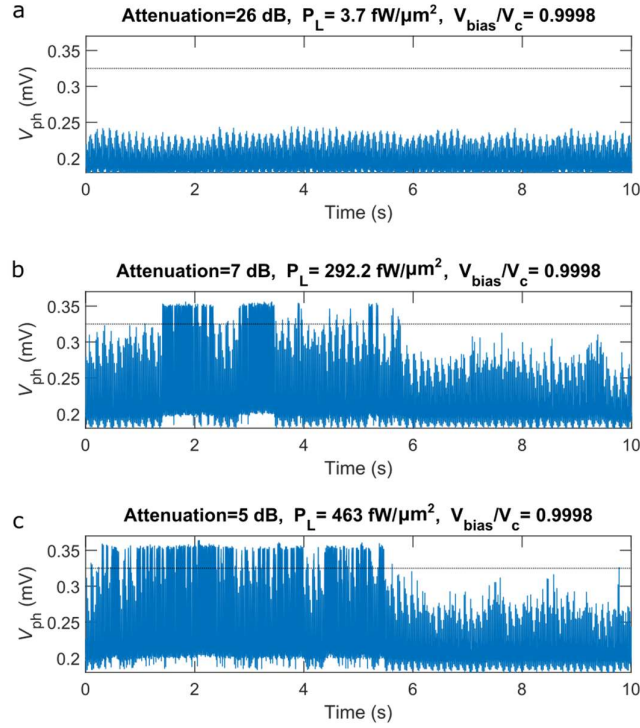 a
Attenuation=26 dB, P_L= 3.7 fW/μm², V_bias/V_c= 0.9998
0.35
0.3
0.25
0.2
V_ph (mV)
0 2 4 6 8 10
Time (s)
b
Attenuation=7 dB, P_L= 292.2 fW/μm², V_bias/V_c= 0.9998
0.35
0.3
0.25
0.2
V_ph (mV)
0 2 4 6 8 10
Time (s)
c
Attenuation=5 dB, P_L= 463 fW/μm², V_bias/V_c= 0.9998
0.35
0.3
0.25
0.2
V_ph (mV)
0 2 4 6 8 10
Time (s)